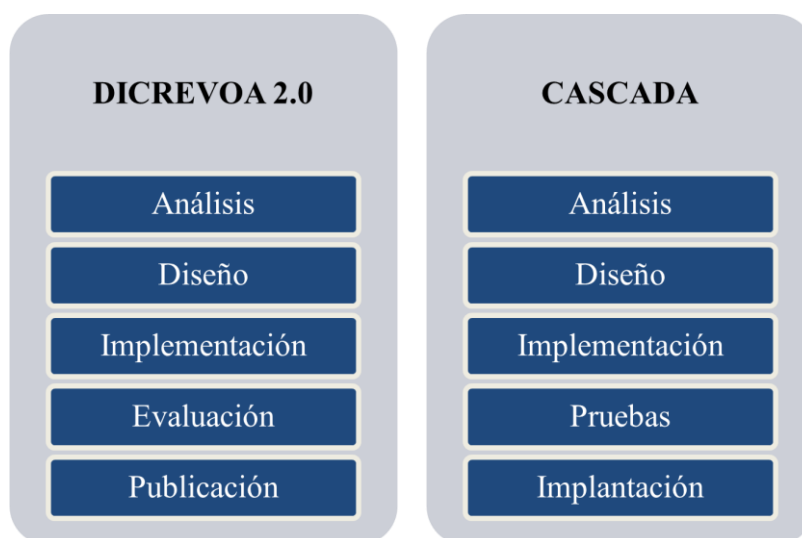 DICREVOA 2.0
Análisis
Diseño
Implementación
Evaluación
Publicación
CASCADA
Análisis
Diseño
Implementación
Pruebas
Implantación